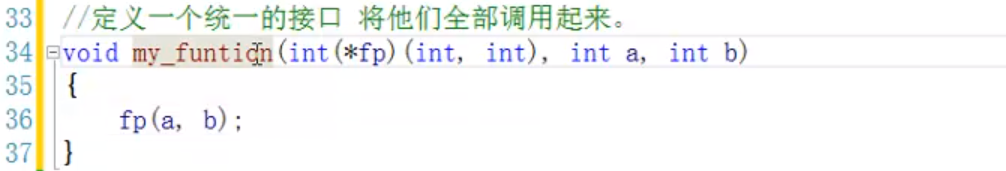 33 //定义一个统一的接口 将他们全部调用起来。
34 void my_funtion(int(*fp)(int, int), int a, int b)
35 {
36 fp(a, b);
37 }